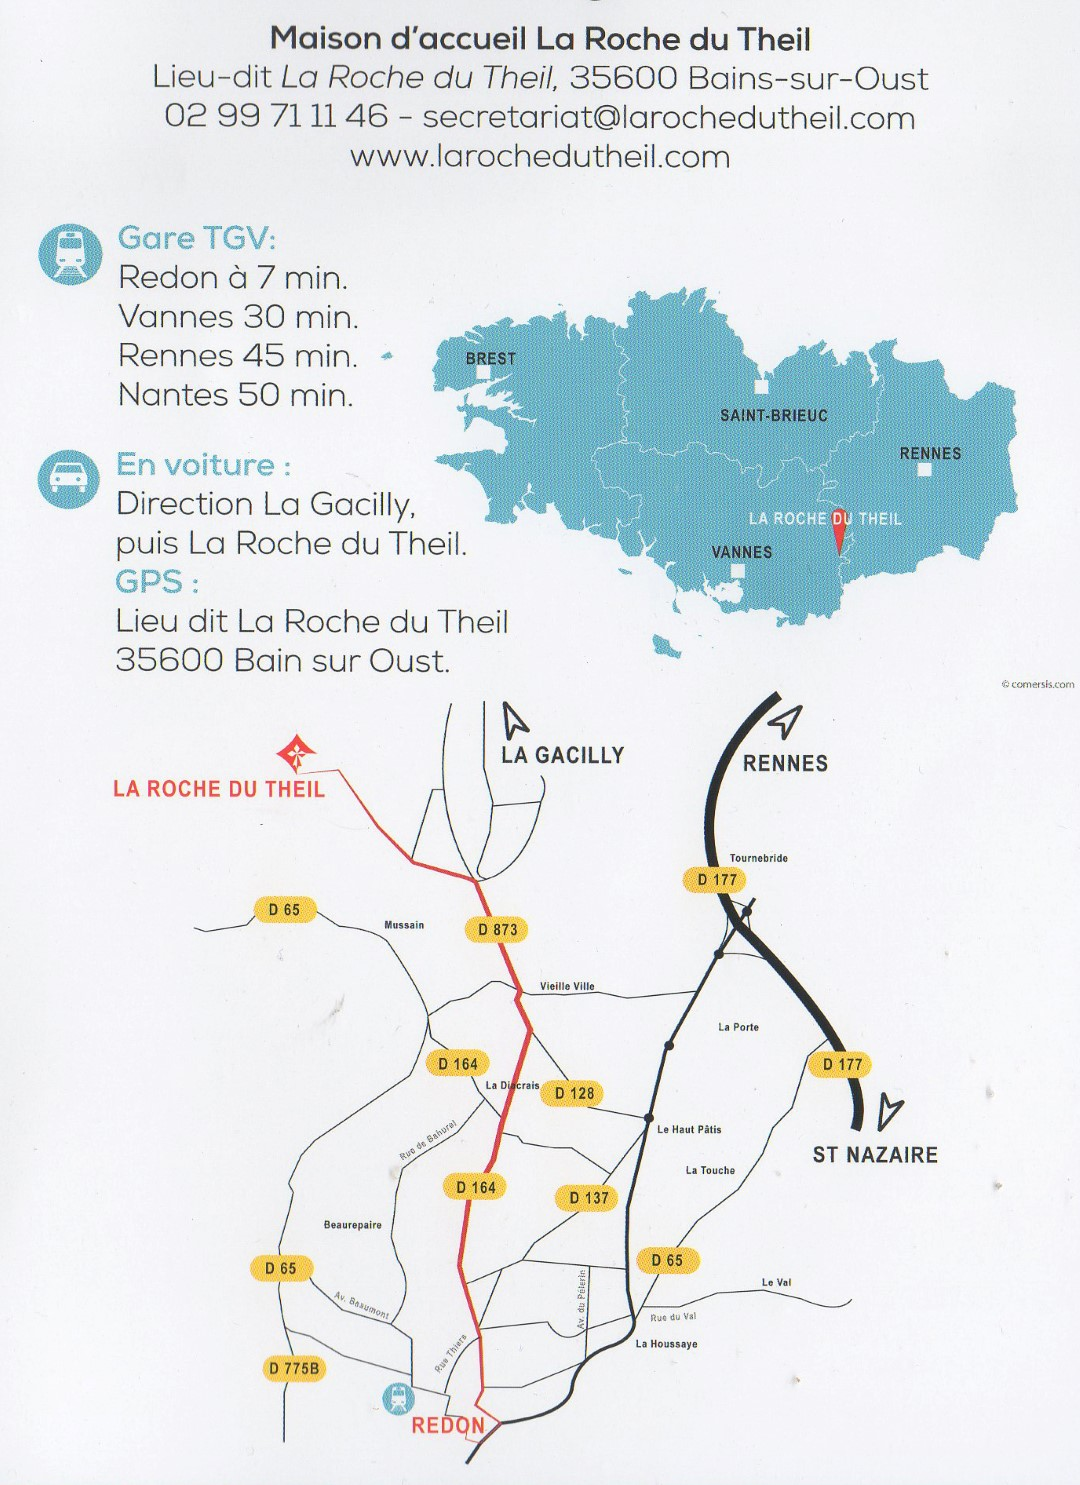 Maison d'accueil La Roche du Theil
Lieu-dit La Roche du Theil, 35600 Bains-sur-Oust
02 99 71 11 46 - secretariat@larochedutheil.com
www.larochedutheil.com
Gare TGV:
Redon à 7 min.
Vannes 30 min.
Rennes 45 min.
Nantes 50 min.
En voiture :
Direction La Gacilly,
puis La Roche du Theil.
GPS :
Lieu dit La Roche du Theil
35600 Bain sur Oust.
BREST
SAINT-BRIEUC
RENNES
LA ROCHE DU THEIL
VANNES
© comersis.com
LA GACILLY
RENNES
LA ROCHE DU THEIL
Tournebride
D 177
D 65
Mussain
D 873
Vieille Ville
La Porte
D 164
D 177
La Diacrais
D 128
Le Haut Pâtis
Rue de Bahurai
ST NAZAIRE
La Touche
D 164
D 137
Beaurepaire
D 65
D 65
Le Val
Av. du Pélerin
Av. Beaumont
Rue du Val
La Houssaye
Rue Thiers
D 775B
REDON